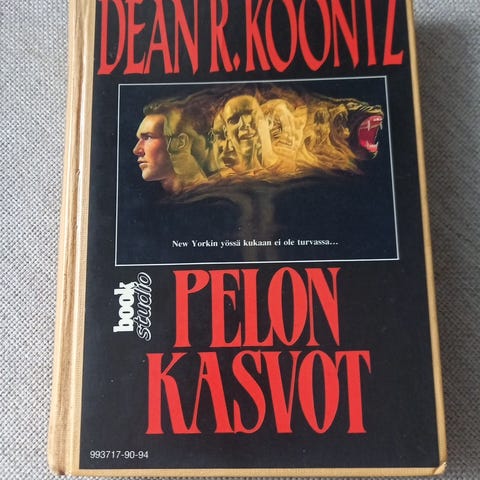 DEAN R. KOONTZ
New Yorkin yössä kukaan ei ole turvassa...
book
studio
PELON
KASVOT
993717-90-94